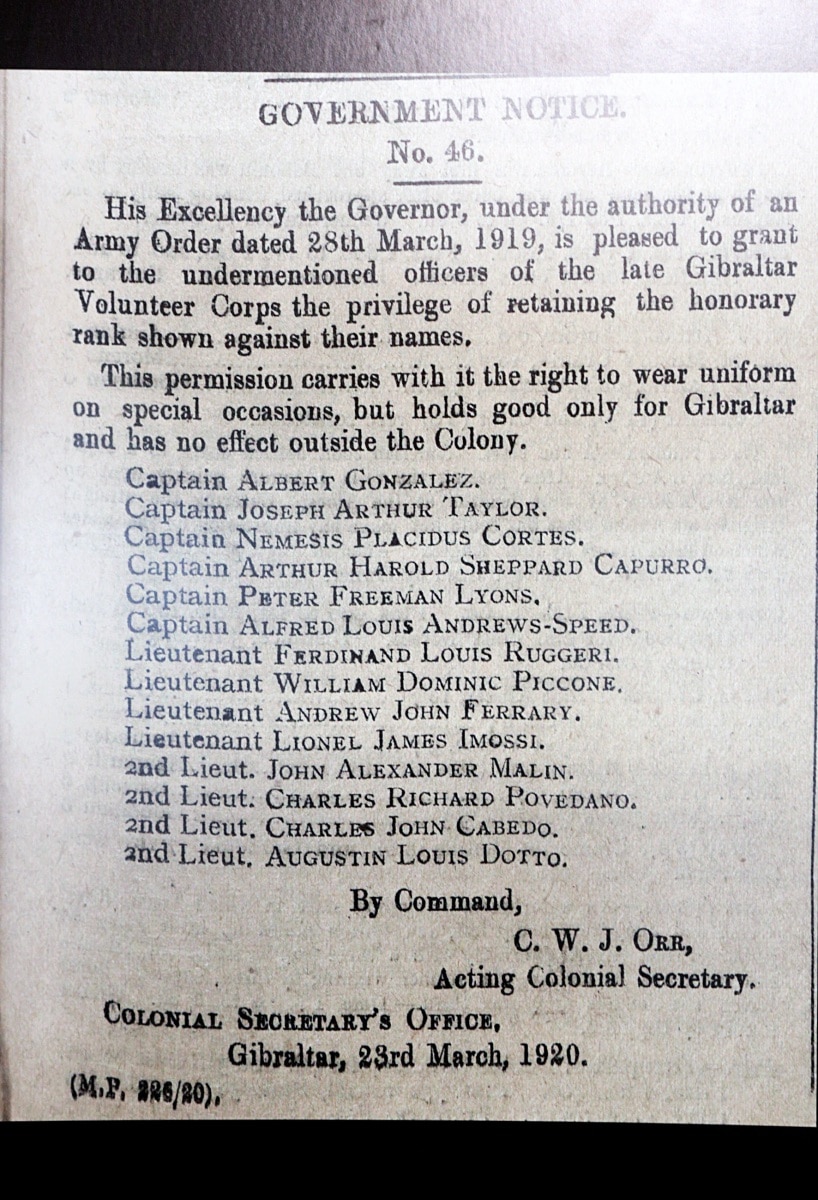 GOVERNMENT NOTICE.
No. 46.
His Excellency the Governor, under the authority of an
Army Order dated 28th March, 1919, is pleased to grant
to the undermentioned officers of the late Gibraltar
Volunteer Corps the privilege of retaining the honorary
rank shown against their names.
This permission carries with it the right to wear uniform
on special occasions, but holds good only for Gibraltar
and has no effect outside the Colony.
Captain ALBERT GONZALEZ.
Captain JOSEPH ARTHUR TAYLOR.
Captain NEMESIS PLACIDUS CORTES.
Captain ARTHUR HAROLD SHEPPARD CAPURRO.
Captain PETER FREEMAN LYONS.
Captain ALFRED LOUIS ANDREWS-SPEED.
Lieutenant FERDINAND LOUIS RUGGERI.
Lieutenant WILLIAM DOMINIC PICCONE.
Lieutenant ANDREW JOHN FERRARY.
Lieutenant LIONEL JAMES IMOSSI.
2nd Lieut. JOHN ALEXANDER MALIN.
2nd Lieut. CHARLES RICHARD POVEDANO.
2nd Lieut. CHARLES JOHN CABEDO.
2nd Lieut. AUGUSTIN LOUIS DOTTO.
By Command,
C. W. J. ORR,
Acting Colonial Secretary.
COLONIAL SECRETARY'S OFFICE,
Gibraltar, 23rd March, 1920.
(M.P.